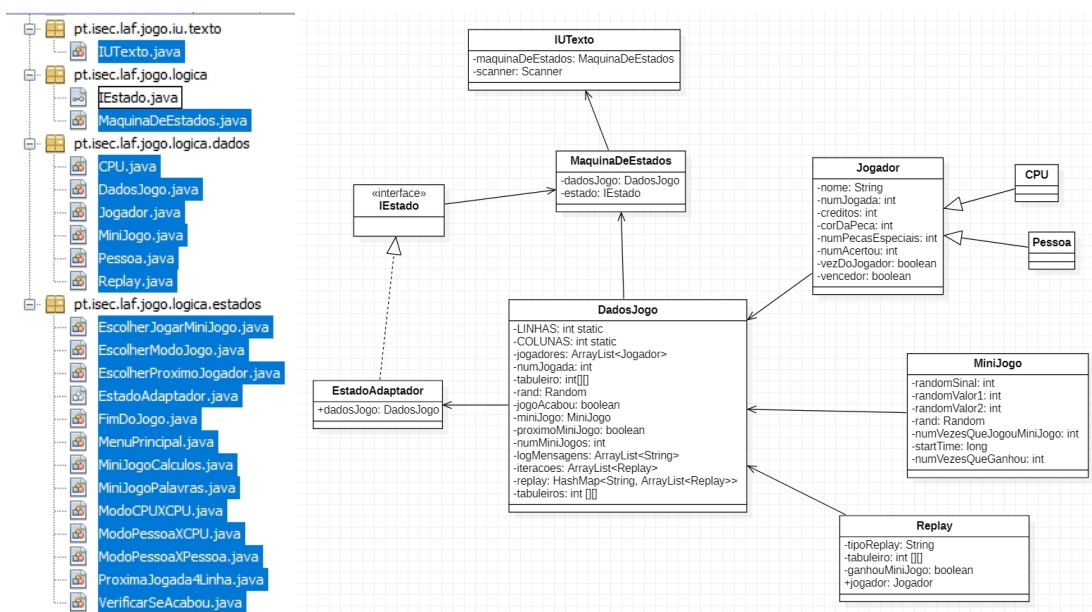 pt.isec.laf.jogo.iu.texto
IUTexto.java
pt.isec.laf.jogo.logica
IEstado.java
MaquinaDeEstados.java
pt.isec.laf.jogo.logica.dados
CPU.java
DadosJogo.java
Jogador.java
MiniJogo.java
Pessoa.java
Replay.java
pt.isec.laf.jogo.logica.estados
EscolherJogarMiniJogo.java
EscolherModoJogo.java
EscolherProximoJogador.java
EstadoAdaptador.java
FimDoJogo.java
MenuPrincipal.java
MiniJogoCalculos.java
MiniJogoPalavras.java
ModoCPUXCPU.java
ModoPessoaXCPU.java
ModoPessoaXPessoa.java
ProximaJogada4Linha.java
VerificarSeAcabou.java
IUTexto
-maquinaDeEstados: MaquinaDeEstados
-scanner: Scanner
MaquinaDeEstados
-dadosJogo: DadosJogo
-estado: IEstado
«interface»
IEstado
Jogador
-nome: String
-numJogada: int
-creditos: int
-corDaPeca: int
-numPecasEspeciais: int
-numAcertou: int
-vezDoJogador: boolean
-vencedor: boolean
CPU
Pessoa
DadosJogo
-LINHAS: int static
-COLUNAS: int static
-jogadores: ArrayList<Jogador>
-numJogada: int
-tabuleiro: int[][]
-rand: Random
-jogoAcabou: boolean
-miniJogo: MiniJogo
-proximoMiniJogo: boolean
-numMiniJogos: int
-logMensagens: ArrayList<String>
-iteracoes: ArrayList<Replay>
-replay: HashMap<String, ArrayList<Replay>>
-tabuleiros: int [][]
EstadoAdaptador
+dadosJogo: DadosJogo
MiniJogo
-randomSinal: int
-randomValor1: int
-randomValor2: int
-rand: Random
-numVezesQueJogouMiniJogo: int
-startTime: long
-numVezesQueGanhou: int
Replay
-tipoReplay: String
-tabuleiro: int [][]
-ganhouMiniJogo: boolean
+jogador: Jogador